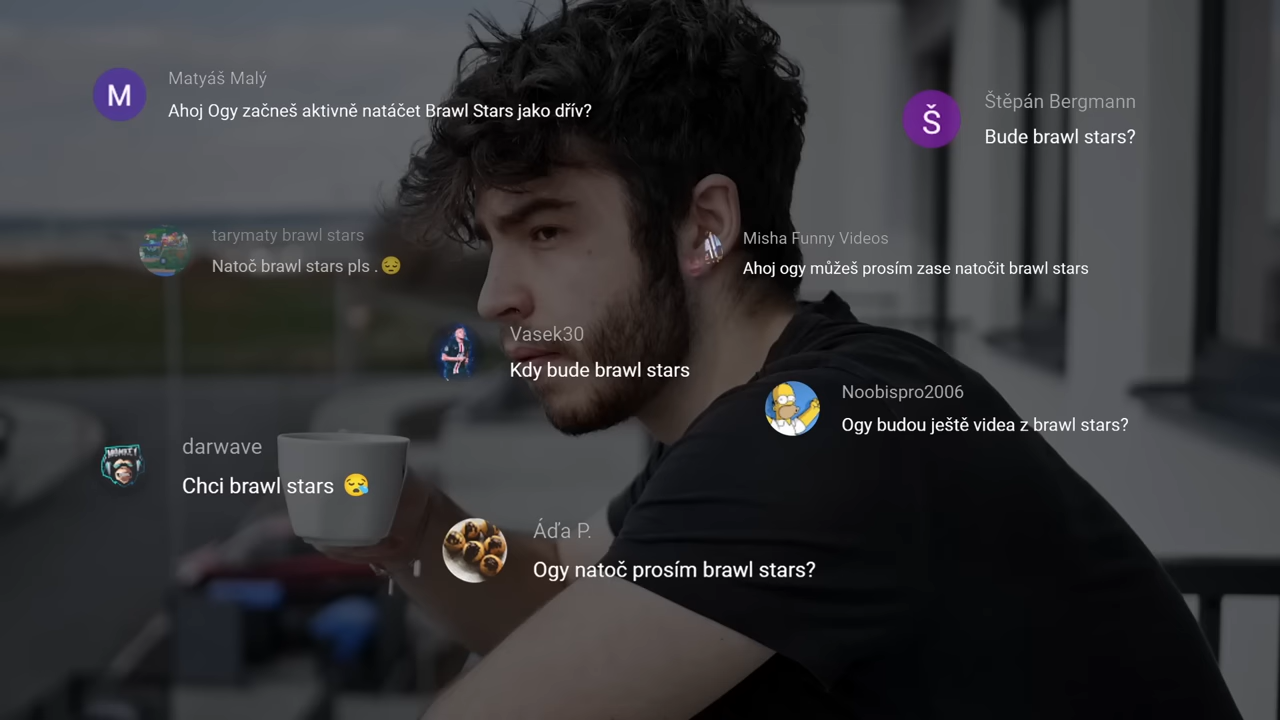 Matyáš Malý
Ahoj Ogy začneš aktivně natáčet Brawl Stars jako dřív?
Štěpán Bergmann
Bude brawl stars?
tarymaty brawl stars
Natoč brawl stars pls . 😔
Misha Funny Videos
Ahoj ogy můžeš prosím zase natočit brawl stars
Vasek30
Kdy bude brawl stars
Noobispro2006
Ogy budou ještě videa z brawl stars?
darwave
Chci brawl stars 😪
Áďa P.
Ogy natoč prosím brawl stars?
M
Š
MONKEY